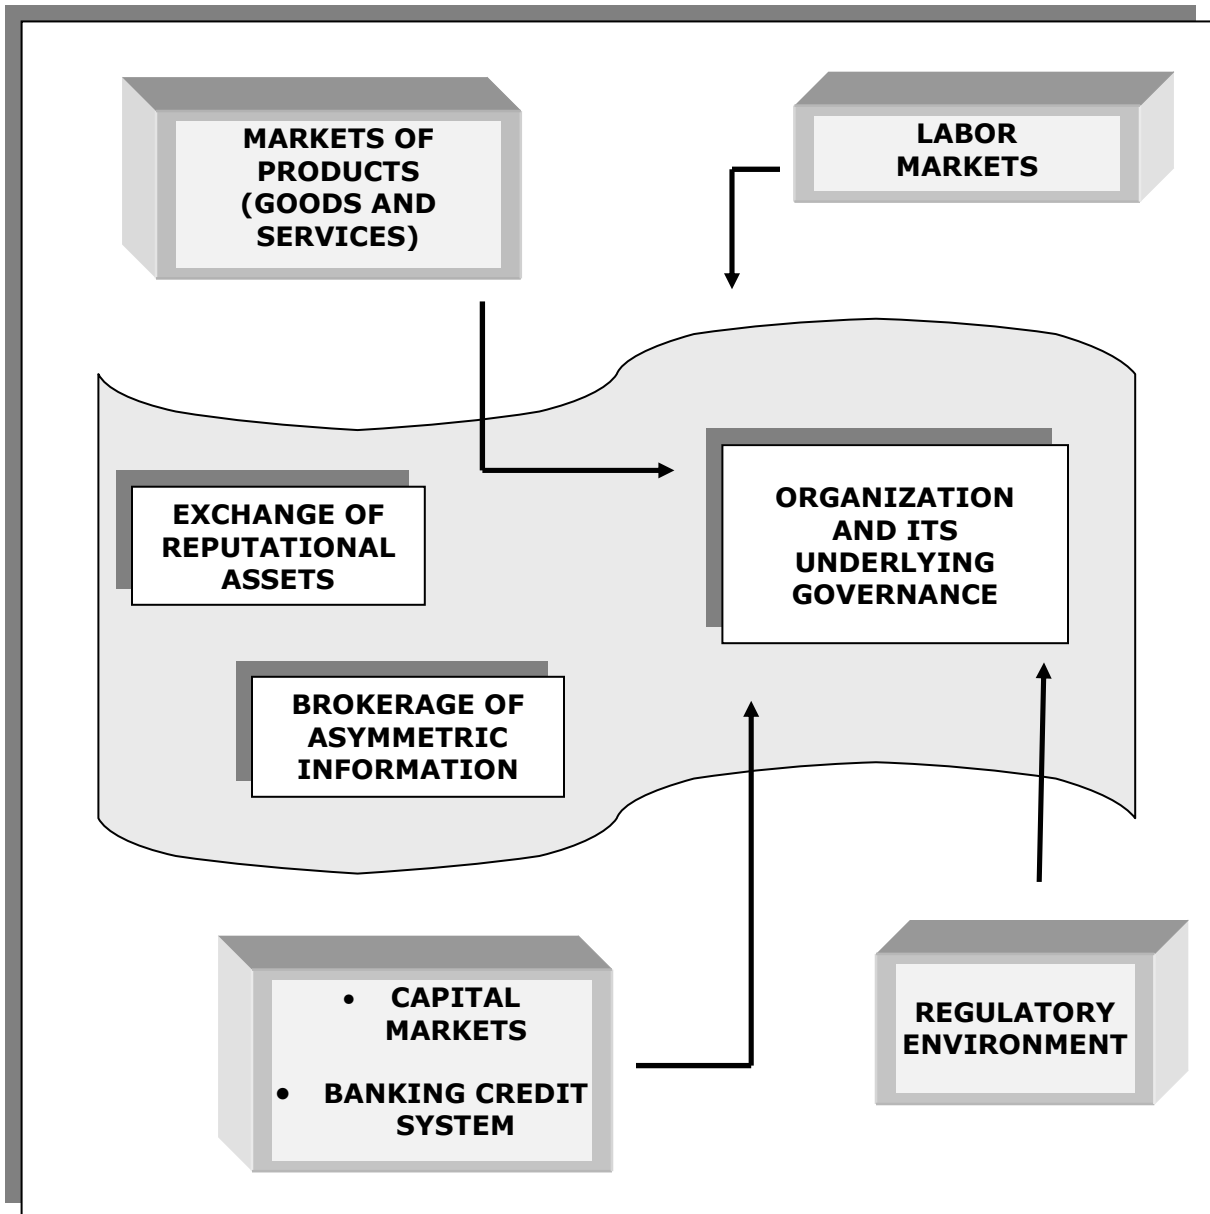 MARKETS OF
PRODUCTS
(GOODS AND
SERVICES)
LABOR
MARKETS
EXCHANGE OF
REPUTATIONAL
ASSETS
ORGANIZATION
AND ITS
UNDERLYING
GOVERNANCE
BROKERAGE OF
ASYMMETRIC
INFORMATION
• CAPITAL
MARKETS
• BANKING CREDIT
SYSTEM
REGULATORY
ENVIRONMENT